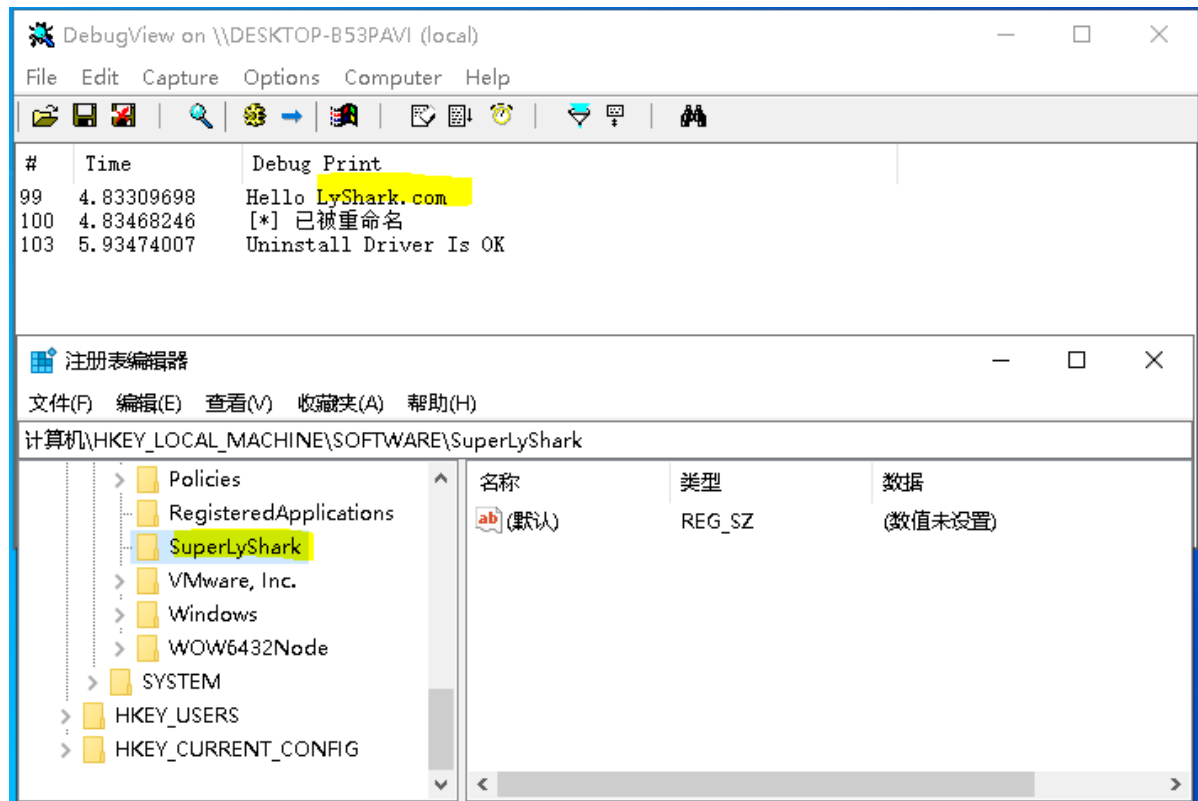 DebugView on \\DESKTOP-B53PAVI (local)
File Edit Capture Options Computer Help
# Time Debug Print
99 4.83309698 Hello LyShark.com
100 4.83468246 [*] 已被重命名
103 5.93474007 Uninstall Driver Is OK
注册表编辑器
文件(F) 编辑(E) 查看(V) 收藏夹(A) 帮助(H)
计算机\HKEY_LOCAL_MACHINE\SOFTWARE\SuperLyShark
Policies 名称 类型 数据
RegisteredApplications ab (默认) REG_SZ (数值未设置)
SuperLyShark
VMware, Inc.
Windows
WOW6432Node
SYSTEM
HKEY_USERS
HKEY_CURRENT_CONFIG